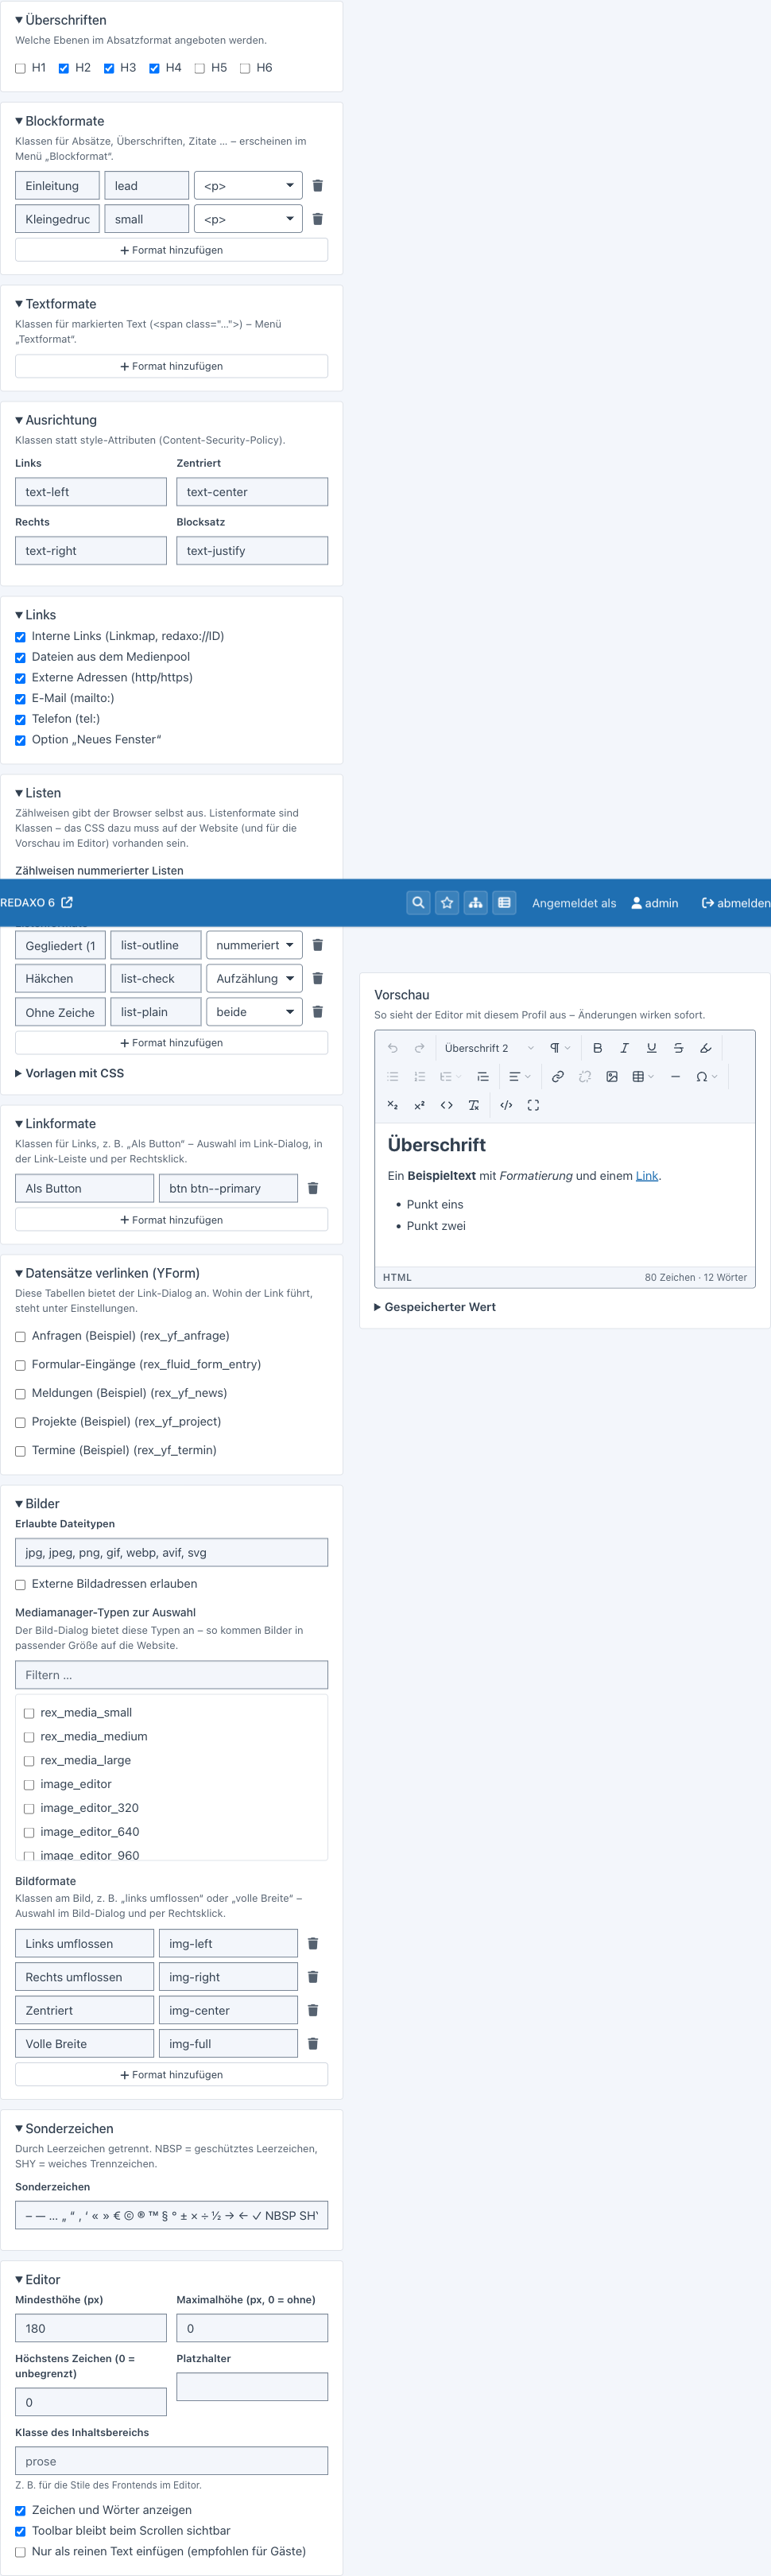 Überschriften
Welche Ebenen im Absatzformat angeboten werden.
H1 H2 H3 H4 H5 H6
Blockformate
Klassen für Absätze, Überschriften, Zitate … – erscheinen im
Menü „Blockformat“.
Einleitung lead <p>
Kleingedruc small <p>
+ Format hinzufügen
Textformate
Klassen für markierten Text (<span class="…">) – Menü
„Textformat“.
+ Format hinzufügen
Ausrichtung
Klassen statt style-Attributen (Content-Security-Policy).
Links Zentriert
text-left text-center
Rechts Blocksatz
text-right text-justify
Links
Interne Links (Linkmap, redaxo://ID)
Dateien aus dem Medienpool
Externe Adressen (http/https)
E-Mail (mailto:)
Telefon (tel:)
Option „Neues Fenster“
Listen
Zählweisen gibt der Browser selbst aus. Listenformate sind
Klassen – das CSS dazu muss auf der Website (und für die
Vorschau im Editor) vorhanden sein.
Zählweisen nummerierter Listen
REDAXO 6 Angemeldet als admin abmelden
Gegliedert (1 list-outline nummeriert
Häkchen list-check Aufzählung
Ohne Zeiche list-plain beide
+ Format hinzufügen
Vorlagen mit CSS
Linkformate
Klassen für Links, z. B. „Als Button“ – Auswahl im Link-Dialog, in
der Link-Leiste und per Rechtsklick.
Als Button btn btn--primary
+ Format hinzufügen
Datensätze verlinken (YForm)
Diese Tabellen bietet der Link-Dialog an. Wohin der Link führt,
steht unter Einstellungen.
Anfragen (Beispiel) (rex_yf_anfrage)
Formular-Eingänge (rex_fluid_form_entry)
Meldungen (Beispiel) (rex_yf_news)
Projekte (Beispiel) (rex_yf_project)
Termine (Beispiel) (rex_yf_termin)
Bilder
Erlaubte Dateitypen
jpg, jpeg, png, gif, webp, avif, svg
Externe Bildadressen erlauben
Mediamanager-Typen zur Auswahl
Der Bild-Dialog bietet diese Typen an – so kommen Bilder in
passender Größe auf die Website.
Filtern …
rex_media_small
rex_media_medium
rex_media_large
image_editor
image_editor_320
image_editor_640
image_editor_960
Bildformate
Klassen am Bild, z. B. „links umflossen“ oder „volle Breite“ –
Auswahl im Bild-Dialog und per Rechtsklick.
Links umflossen img-left
Rechts umflossen img-right
Zentriert img-center
Volle Breite img-full
+ Format hinzufügen
Sonderzeichen
Durch Leerzeichen getrennt. NBSP = geschütztes Leerzeichen,
SHY = weiches Trennzeichen.
Sonderzeichen
– — … „ “ ‚ ‘ « » € © ® ™ § ° ± × ÷ ½ → ← ✓ NBSP SHY
Editor
Mindesthöhe (px) Maximalhöhe (px, 0 = ohne)
180 0
Höchstens Zeichen (0 =
unbegrenzt) Platzhalter
0
Klasse des Inhaltsbereichs
prose
Z. B. für die Stile des Frontends im Editor.
Zeichen und Wörter anzeigen
Toolbar bleibt beim Scrollen sichtbar
Nur als reinen Text einfügen (empfohlen für Gäste)
Vorschau
So sieht der Editor mit diesem Profil aus – Änderungen wirken sofort.
Überschrift 2
Überschrift
Ein Beispieltext mit Formatierung und einem Link.
• Punkt eins
• Punkt zwei
HTML 80 Zeichen · 12 Wörter
Gespeicherter Wert